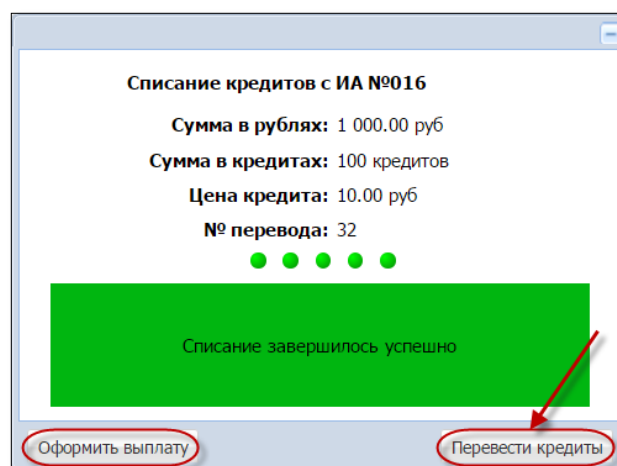 Списание кредитов с ИА №016
Сумма в рублях: 1 000.00 руб
Сумма в кредитах: 100 кредитов
Цена кредита: 10.00 руб
№ перевода: 32
Списание завершилось успешно
Оформить выплату Перевести кредиты